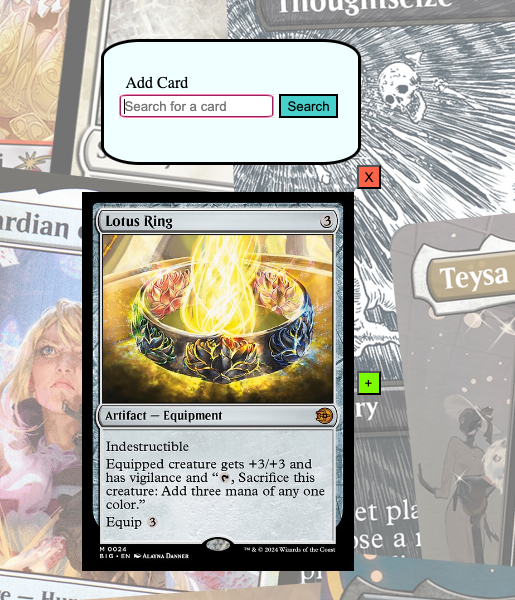 Thoughtseize
Add Card
Search for a card
Search
X
Lotus Ring
3
Teysa
+
Artifact — Equipment
Indestructible
Equipped creature gets +3/+3 and
has vigilance and “, Sacrifice this
creature: Add three mana of any one
color.”
Equip 3
M 0024
BIG • EN ALAYNA DANNER
™ & © 2024 Wizards of the Coast